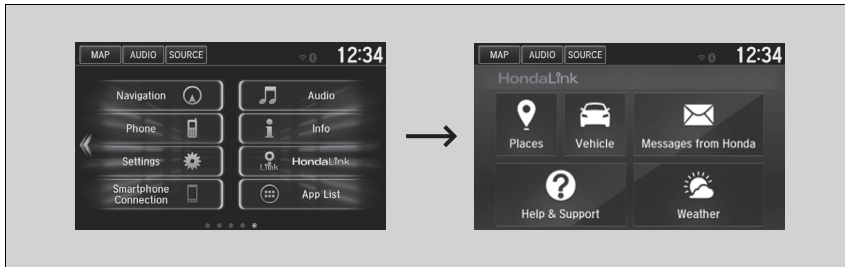 MAP AUDIO SOURCE 12:34
Navigation Audio
Phone Info
Settings Link HondaLink
Smartphone
Connection App List
MAP AUDIO SOURCE 12:34
HondaLink
Places Vehicle Messages from Honda
Help & Support Weather